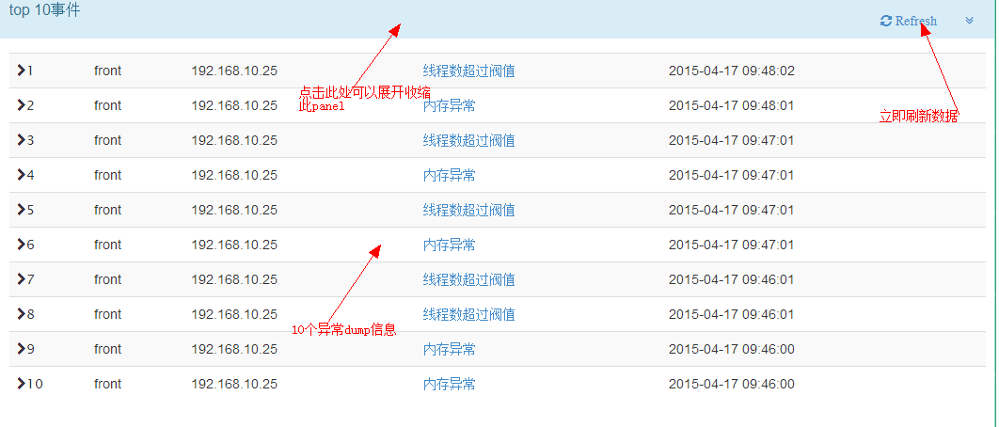 top 10事件
Refresh
1 front 192.168.10.25 线程数超过阀值 2015-04-17 09:48:02
点击此处可以展开收缩
此panel
2 front 192.168.10.25 内存异常 2015-04-17 09:48:01
立即刷新数据
3 front 192.168.10.25 线程数超过阀值 2015-04-17 09:47:01
4 front 192.168.10.25 内存异常 2015-04-17 09:47:01
5 front 192.168.10.25 线程数超过阀值 2015-04-17 09:47:01
6 front 192.168.10.25 内存异常 2015-04-17 09:47:01
7 front 192.168.10.25 线程数超过阀值 2015-04-17 09:46:01
8 front 192.168.10.25 线程数超过阀值 2015-04-17 09:46:01
10个异常dump信息
9 front 192.168.10.25 内存异常 2015-04-17 09:46:00
10 front 192.168.10.25 内存异常 2015-04-17 09:46:00